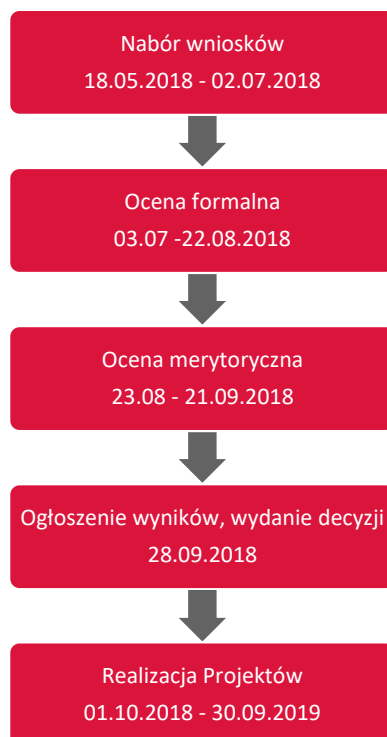 Nabór wniosków
18.05.2018 - 02.07.2018
Ocena formalna
03.07 -22.08.2018
Ocena merytoryczna
23.08 - 21.09.2018
Ogłoszenie wyników, wydanie decyzji
28.09.2018
Realizacja Projektów
01.10.2018 - 30.09.2019